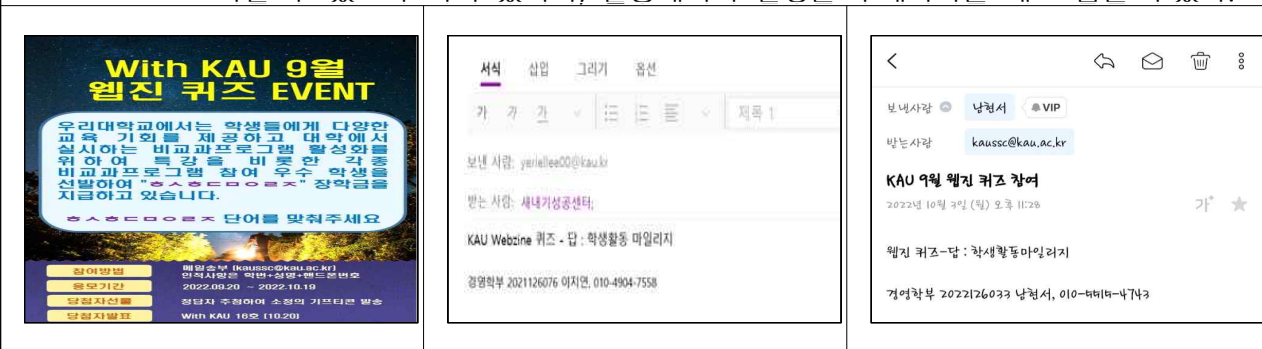 With KAU 9월
웹진 퀴즈 EVENT
우리대학교에서는 학생들에게 다양한
교육 기회를 제공하고 대학에서
실시하는 비교과프로그램 활성화를
위하여 특강을 비롯한 각종
비교과프로그램 참여 우수 학생을
선발하여 "ㅎㅅㅎㄷㅁㅇㄹㅈ" 장학금을
지급하고 있습니다.
ㅎㅅㅎㄷㅁㅇㄹㅈ 단어를 맞춰주세요
참여방법 메일송부 (kaussc@kau.ac.kr)
인적사항은 학번+성명+핸드폰번호
응모기간 2022.09.20 ~ 2022.10.19
당첨자선물 정답자 추첨하여 소정의 기프티콘 발송
당첨자발표 With KAU 16호 (10.20)
서식 삽입 그리기 옵션
가 가 가 제목 1
보낸 사람: yeriellee00@kau.kr
받는 사람: 새내기성공센터;
KAU Webzine 퀴즈 - 답 : 학생활동 마일리지
경영학부 2021126076 이지연, 010-4904-7558
보낸사람 남현서 VIP
받는사람 kaussc@kau.ac.kr
KAU 9월 웹진 퀴즈 참여
2022년 10월 3일 (월) 오후 11:28
가
웹진 퀴즈-답 : 학생활동마일리지
경영학부 2022126033 남현서, 010-5515-4743